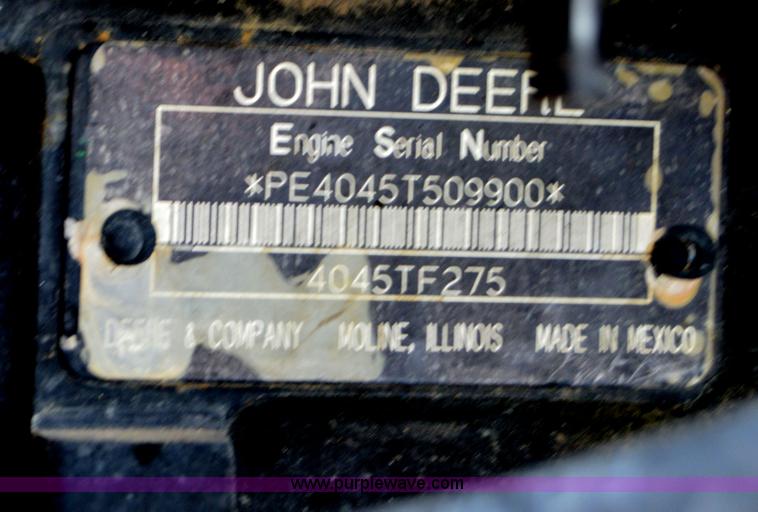 JOHN DEERE
Engine Serial Number
*PE4045T509900*
4045TF275
DEERE & COMPANY MOLINE, ILLINOIS MADE IN MEXICO
www.purplewave.com